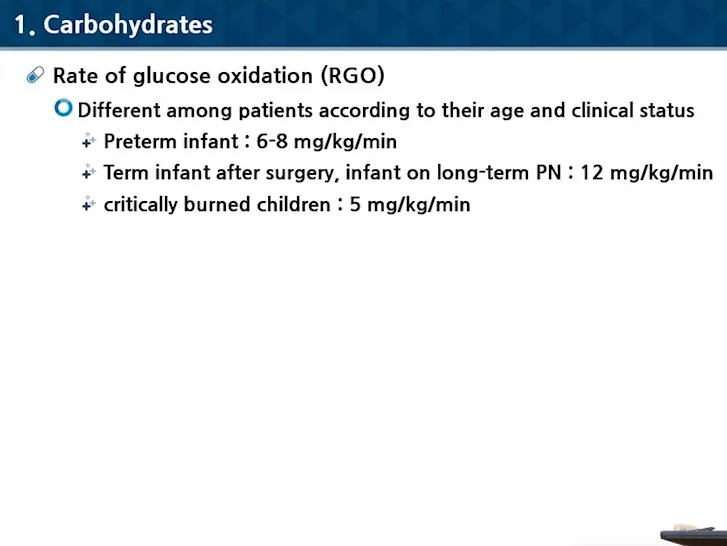 1. Carbohydrates
Rate of glucose oxidation (RGO)
Different among patients according to their age and clinical status
Preterm infant : 6-8 mg/kg/min
Term infant after surgery, infant on long-term PN : 12 mg/kg/min
critically burned children : 5 mg/kg/min